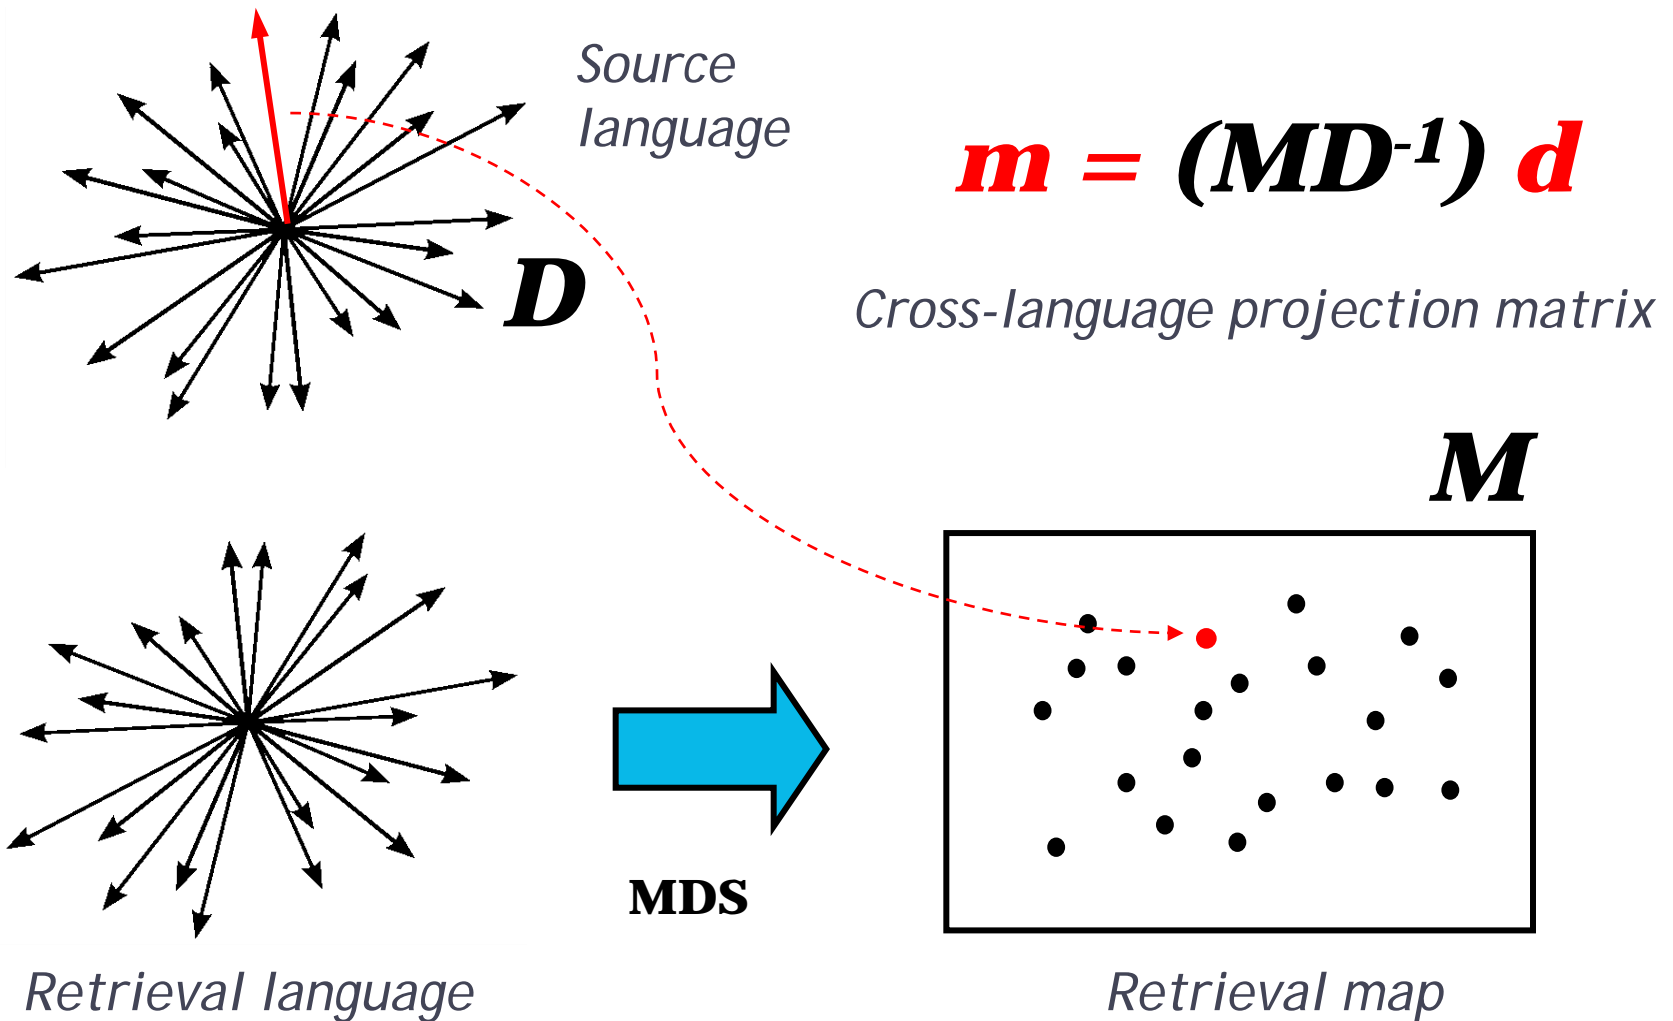 Source
language
m = (MD-1) d
D
Cross-language projection matrix
M
MDS
Retrieval language
Retrieval map